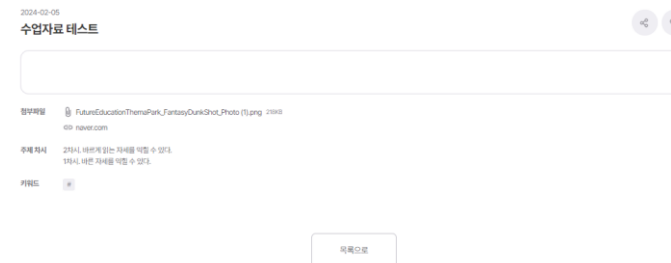 2024-02-05
수업자료 테스트
첨부파일 FutureEducationThemaPark_FantasyDunkShot_Photo (1).png 218KB
naver.com
주제 차시 2차시. 바르게 앉는 자세를 익힐 수 있다.
1차시. 바른 자세를 익힐 수 있다.
키워드 #
목록으로